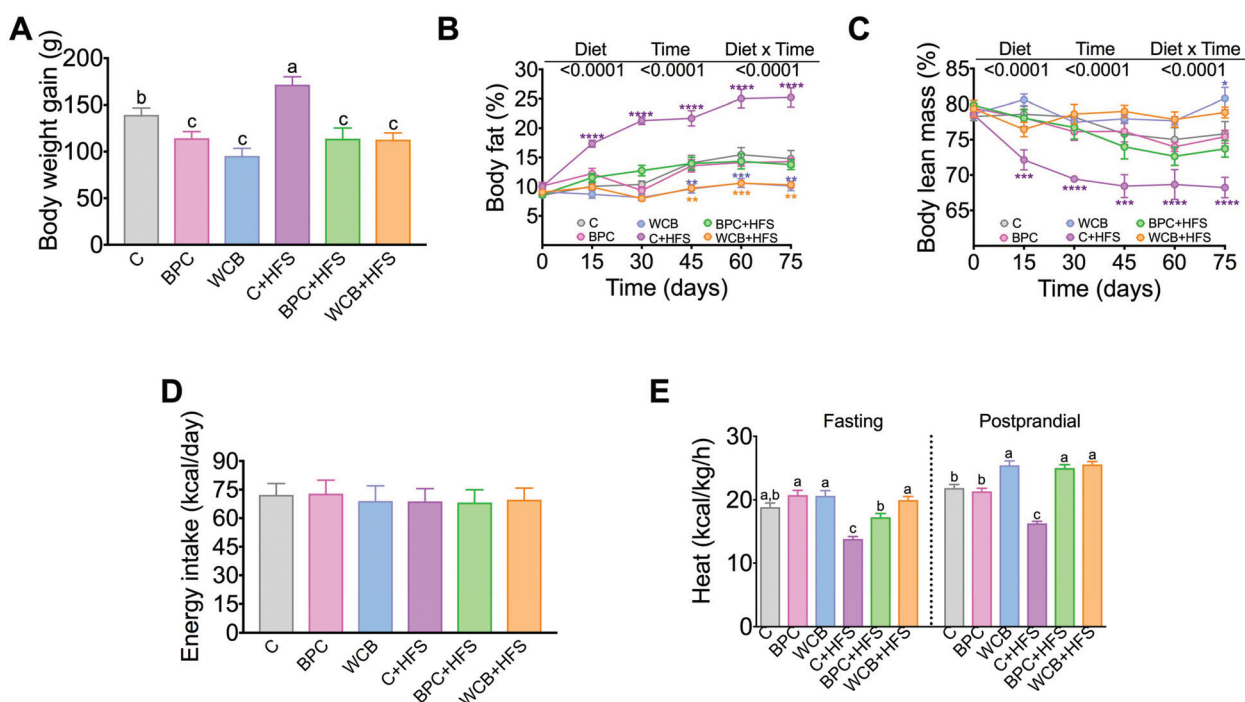 A
Body weight gain (g)
200
150
100
50
0
b
c
c
a
c
c
C
BPC
WCB
C+HFS
BPC+HFS
WCB+HFS
B
Diet Time Diet x Time
<0.0001 <0.0001 <0.0001
Body fat (%)
30
25
20
15
10
5
**** **** **** **** ****
** *** **
** *** **
C WCB BPC+HFS
BPC C+HFS WCB+HFS
0 15 30 45 60 75
Time (days)
C
Diet Time Diet x Time
<0.0001 <0.0001 <0.0001
Body lean mass (%)
85
80
75
70
65
*
*** **** *** **** ****
C WCB BPC+HFS
BPC C+HFS WCB+HFS
0 15 30 45 60 75
Time (days)
D
Energy intake (kcal/day)
90
75
60
45
30
15
0
C
BPC
WCB
C+HFS
BPC+HFS
WCB+HFS
E
Fasting Postprandial
Heat (kcal/kg/h)
30
20
10
0
a,b a a c b a
b b a c a a
C
BPC
WCB
C+HFS
BPC+HFS
WCB+HFS
C
BPC
WCB
C+HFS
BPC+HFS
WCB+HFS